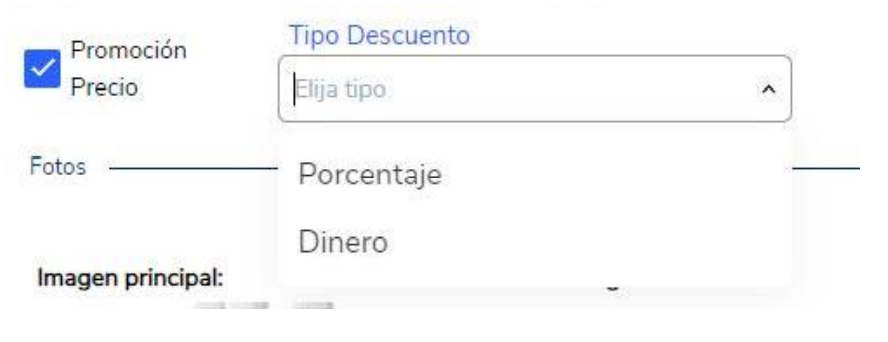 Promoción
Precio
Tipo Descuento
Elija tipo
Fotos
Porcentaje
Dinero
Imagen principal: